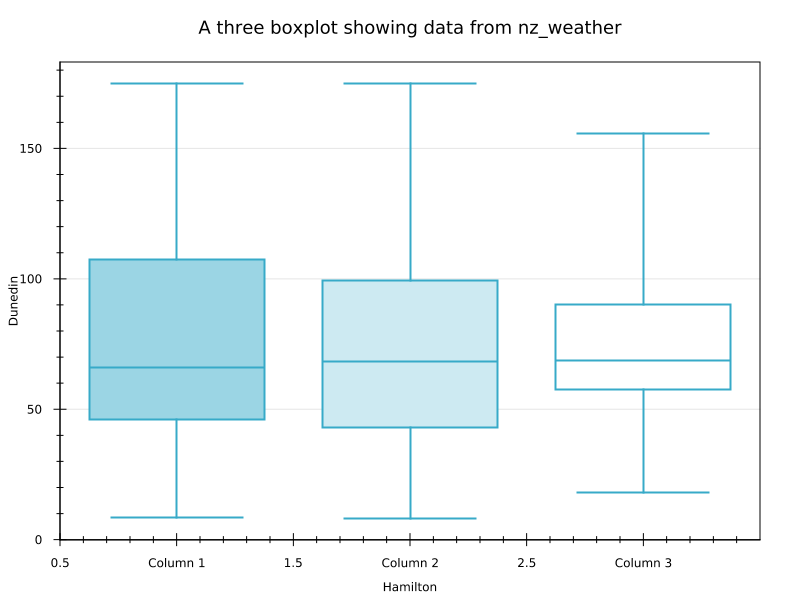 A three boxplot showing data from nz_weather
150
100
50
0
Dunedin
0.5 Column 1 1.5 Column 2 2.5 Column 3
Hamilton